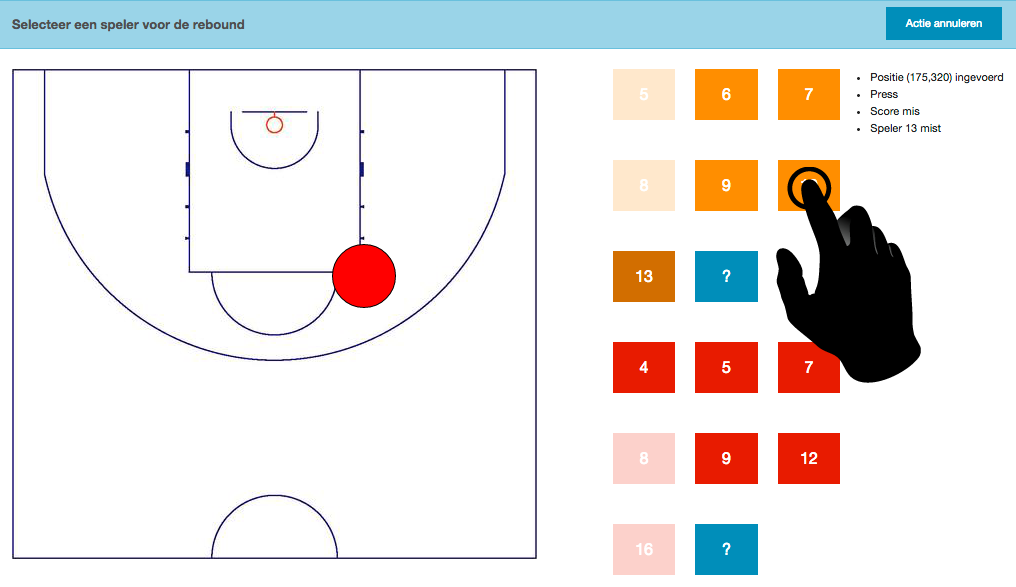 Selecteer een speler voor de rebound
Actie annuleren
5 6 7
8 9
13 ?
4 5 7
8 9 12
16 ?
Positie (175,320) ingevoerd
Press
Score mis
Speler 13 mist